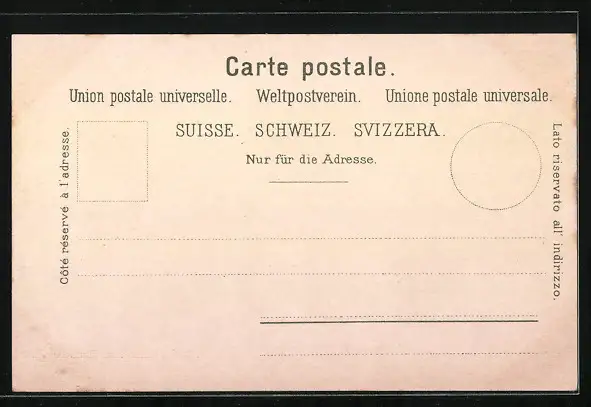 Carte postale.
Union postale universelle. Weltpostverein. Unione postale universale.
SUISSE. SCHWEIZ. SVIZZERA.
Nur für die Adresse.
Côté réservé à l'adresse.
Lato riservato all' indirizzo.